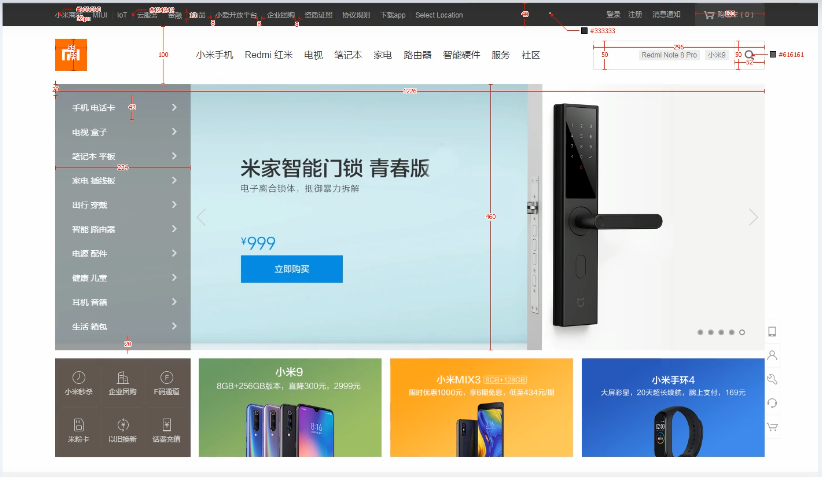 MIUI IoT 云服务 金融 小爱开放平台 企业团购 资质证照 协议规则 下载app Select Location
登录 注册 消息通知
#333333
小米手机 Redmi 红米 电视 笔记本 家电 路由器 智能硬件 服务 社区
100
295
50
Redmi Note 8 Pro 小米9
50
52
#616161
1226
手机 电话卡
42
电视 盒子
笔记本 平板
家电 插线板
出行 穿戴
智能 路由器
电源 配件
健康 儿童
耳机 音箱
生活 箱包
米家智能门锁 青春版
电子离合锁体,抵御暴力拆解
¥999
立即购买
460
小米秒杀 企业团购 F码通道
米粉卡 以旧换新 话费充值
小米9
8GB+256GB版本,直降300元,2999元
小米MIX3 8GB+128GB
限时优惠1000元,享6期免息,低至434元/期
小米手环4
大屏彩显,20天超长续航,腕上支付,169元